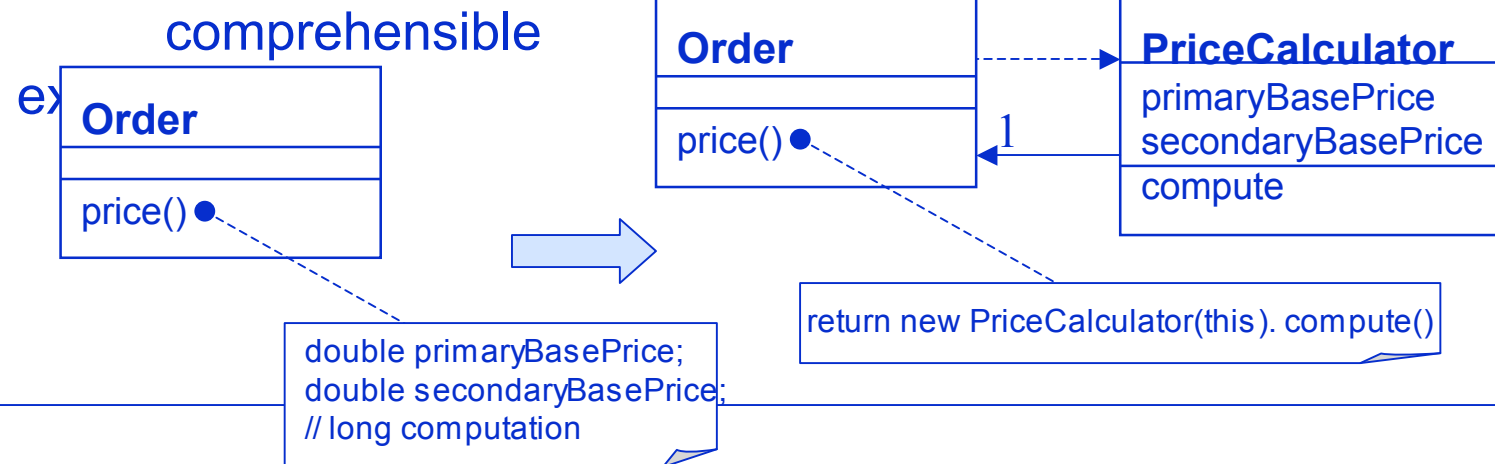 comprehensible
ex
Order
price()
double primaryBasePrice;
double secondaryBasePrice;
// long computation
Order
price()
1
PriceCalculator
primaryBasePrice
secondaryBasePrice
compute
return new PriceCalculator(this). compute()